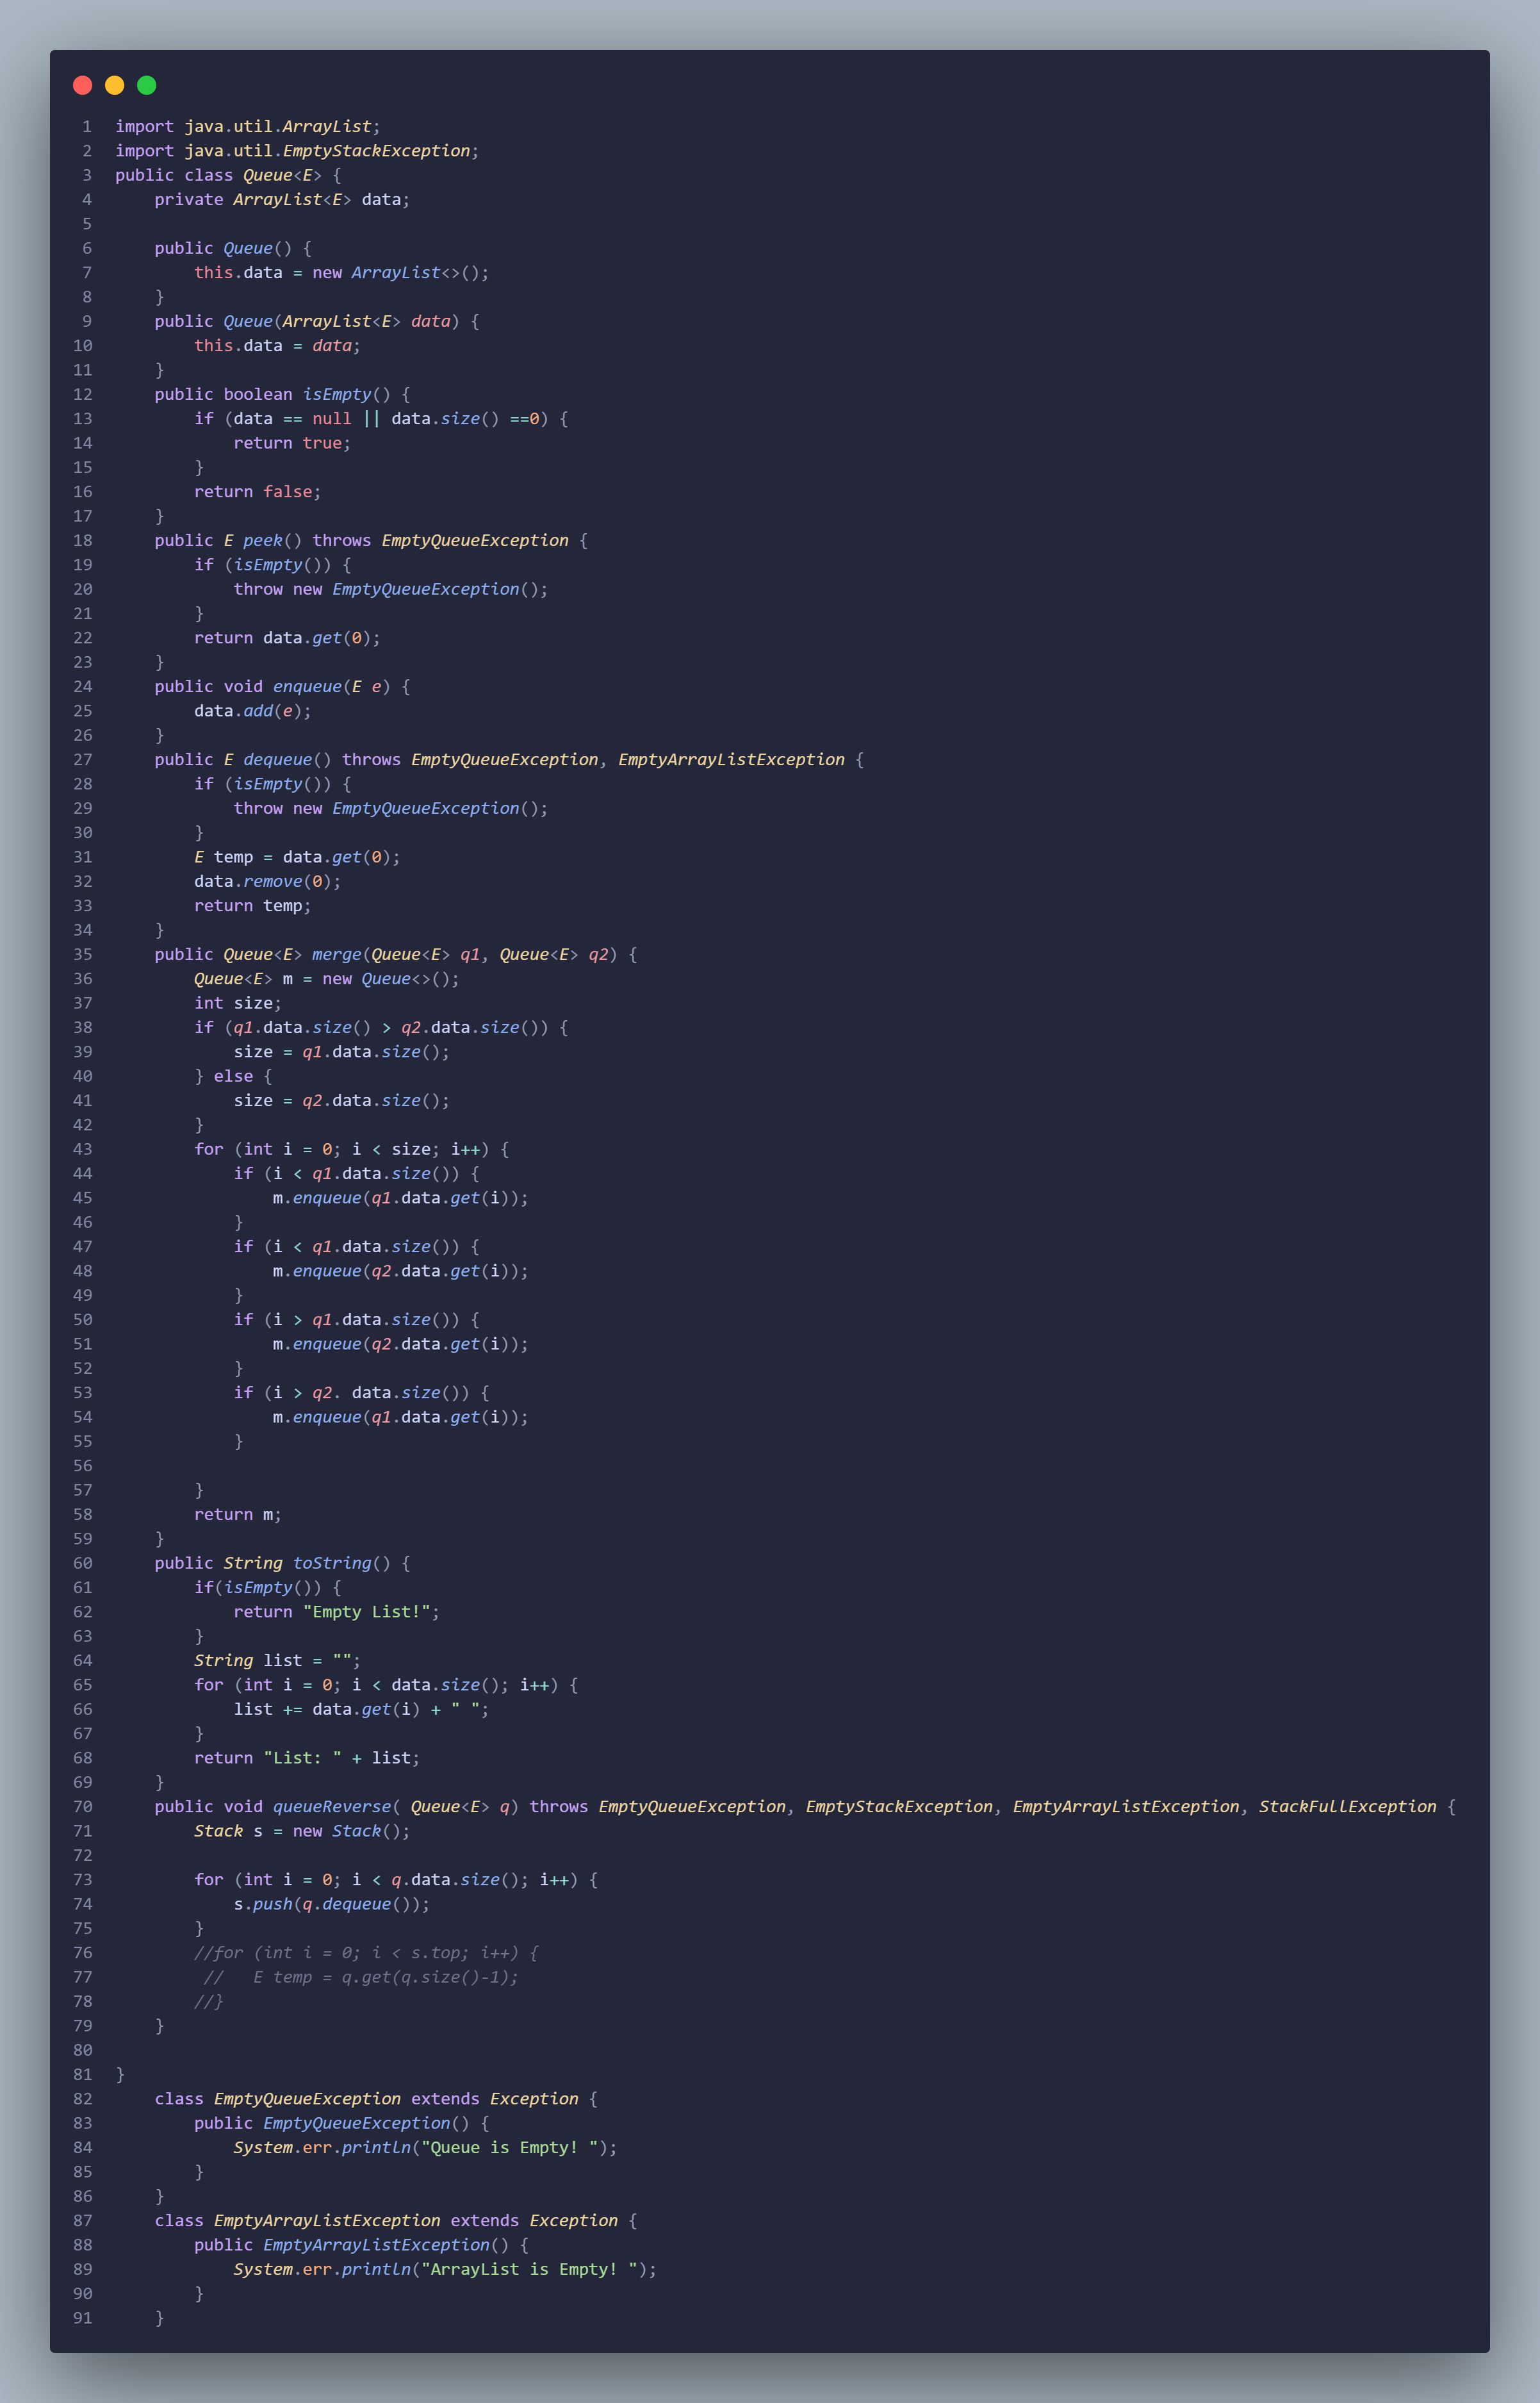 1 import java.util.ArrayList;
2 import java.util.EmptyStackException;
3 public class Queue<E> {
4     private ArrayList<E> data;
5
6     public Queue() {
7         this.data = new ArrayList<>();
8     }
9     public Queue(ArrayList<E> data) {
10         this.data = data;
11     }
12     public boolean isEmpty() {
13         if (data == null || data.size() ==0) {
14             return true;
15         }
16         return false;
17     }
18     public E peek() throws EmptyQueueException {
19         if (isEmpty()) {
20             throw new EmptyQueueException();
21         }
22         return data.get(0);
23     }
24     public void enqueue(E e) {
25         data.add(e);
26     }
27     public E dequeue() throws EmptyQueueException, EmptyArrayListException {
28         if (isEmpty()) {
29             throw new EmptyQueueException();
30         }
31         E temp = data.get(0);
32         data.remove(0);
33         return temp;
34     }
35     public Queue<E> merge(Queue<E> q1, Queue<E> q2) {
36         Queue<E> m = new Queue<>();
37         int size;
38         if (q1.data.size() > q2.data.size()) {
39             size = q1.data.size();
40         } else {
41             size = q2.data.size();
42         }
43         for (int i = 0; i < size; i++) {
44             if (i < q1.data.size()) {
45                 m.enqueue(q1.data.get(i));
46             }
47             if (i < q1.data.size()) {
48                 m.enqueue(q2.data.get(i));
49             }
50             if (i > q1.data.size()) {
51                 m.enqueue(q2.data.get(i));
52             }
53             if (i > q2. data.size()) {
54                 m.enqueue(q1.data.get(i));
55             }
56
57         }
58         return m;
59     }
60     public String toString() {
61         if(isEmpty()) {
62             return "Empty List!";
63         }
64         String list = "";
65         for (int i = 0; i < data.size(); i++) {
66             list += data.get(i) + " ";
67         }
68         return "List: " + list;
69     }
70     public void queueReverse( Queue<E> q) throws EmptyQueueException, EmptyStackException, EmptyArrayListException, StackFullException {
71         Stack s = new Stack();
72
73         for (int i = 0; i < q.data.size(); i++) {
74             s.push(q.dequeue());
75         }
76         //for (int i = 0; i < s.top; i++) {
77          //   E temp = q.get(q.size()-1);
78         //}
79     }
80
81 }
82     class EmptyQueueException extends Exception {
83         public EmptyQueueException() {
84             System.err.println("Queue is Empty! ");
85         }
86     }
87     class EmptyArrayListException extends Exception {
88         public EmptyArrayListException() {
89             System.err.println("ArrayList is Empty! ");
90         }
91     }